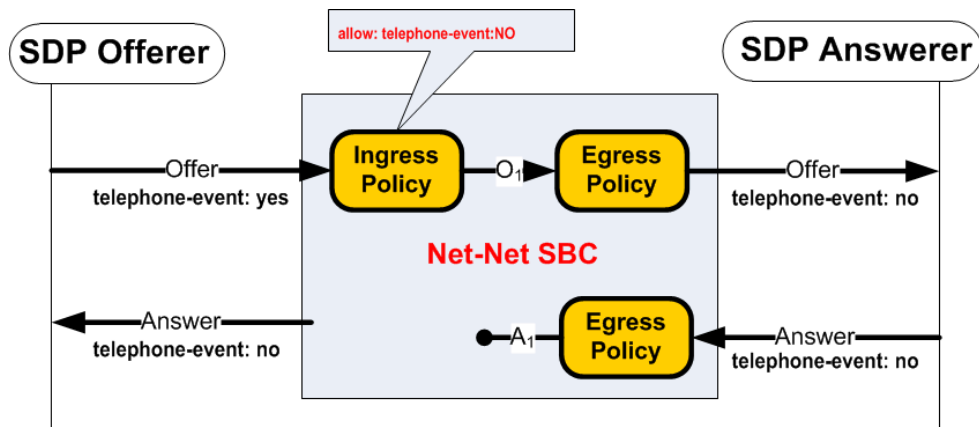 allow: telephone-event:NO
SDP Offerer
SDP Answerer
Ingress
Policy
Egress
Policy
Offer
O₁
Offer
telephone-event: yes
telephone-event: no
Net-Net SBC
Answer
telephone-event: no
A₁
Egress
Policy
Answer
telephone-event: no